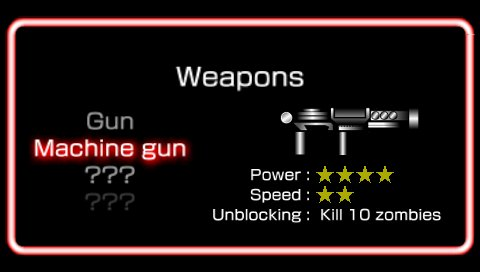 Weapons
Gun
Machine gun
???
???
Power :
Speed :
Unblocking : Kill 10 zombies